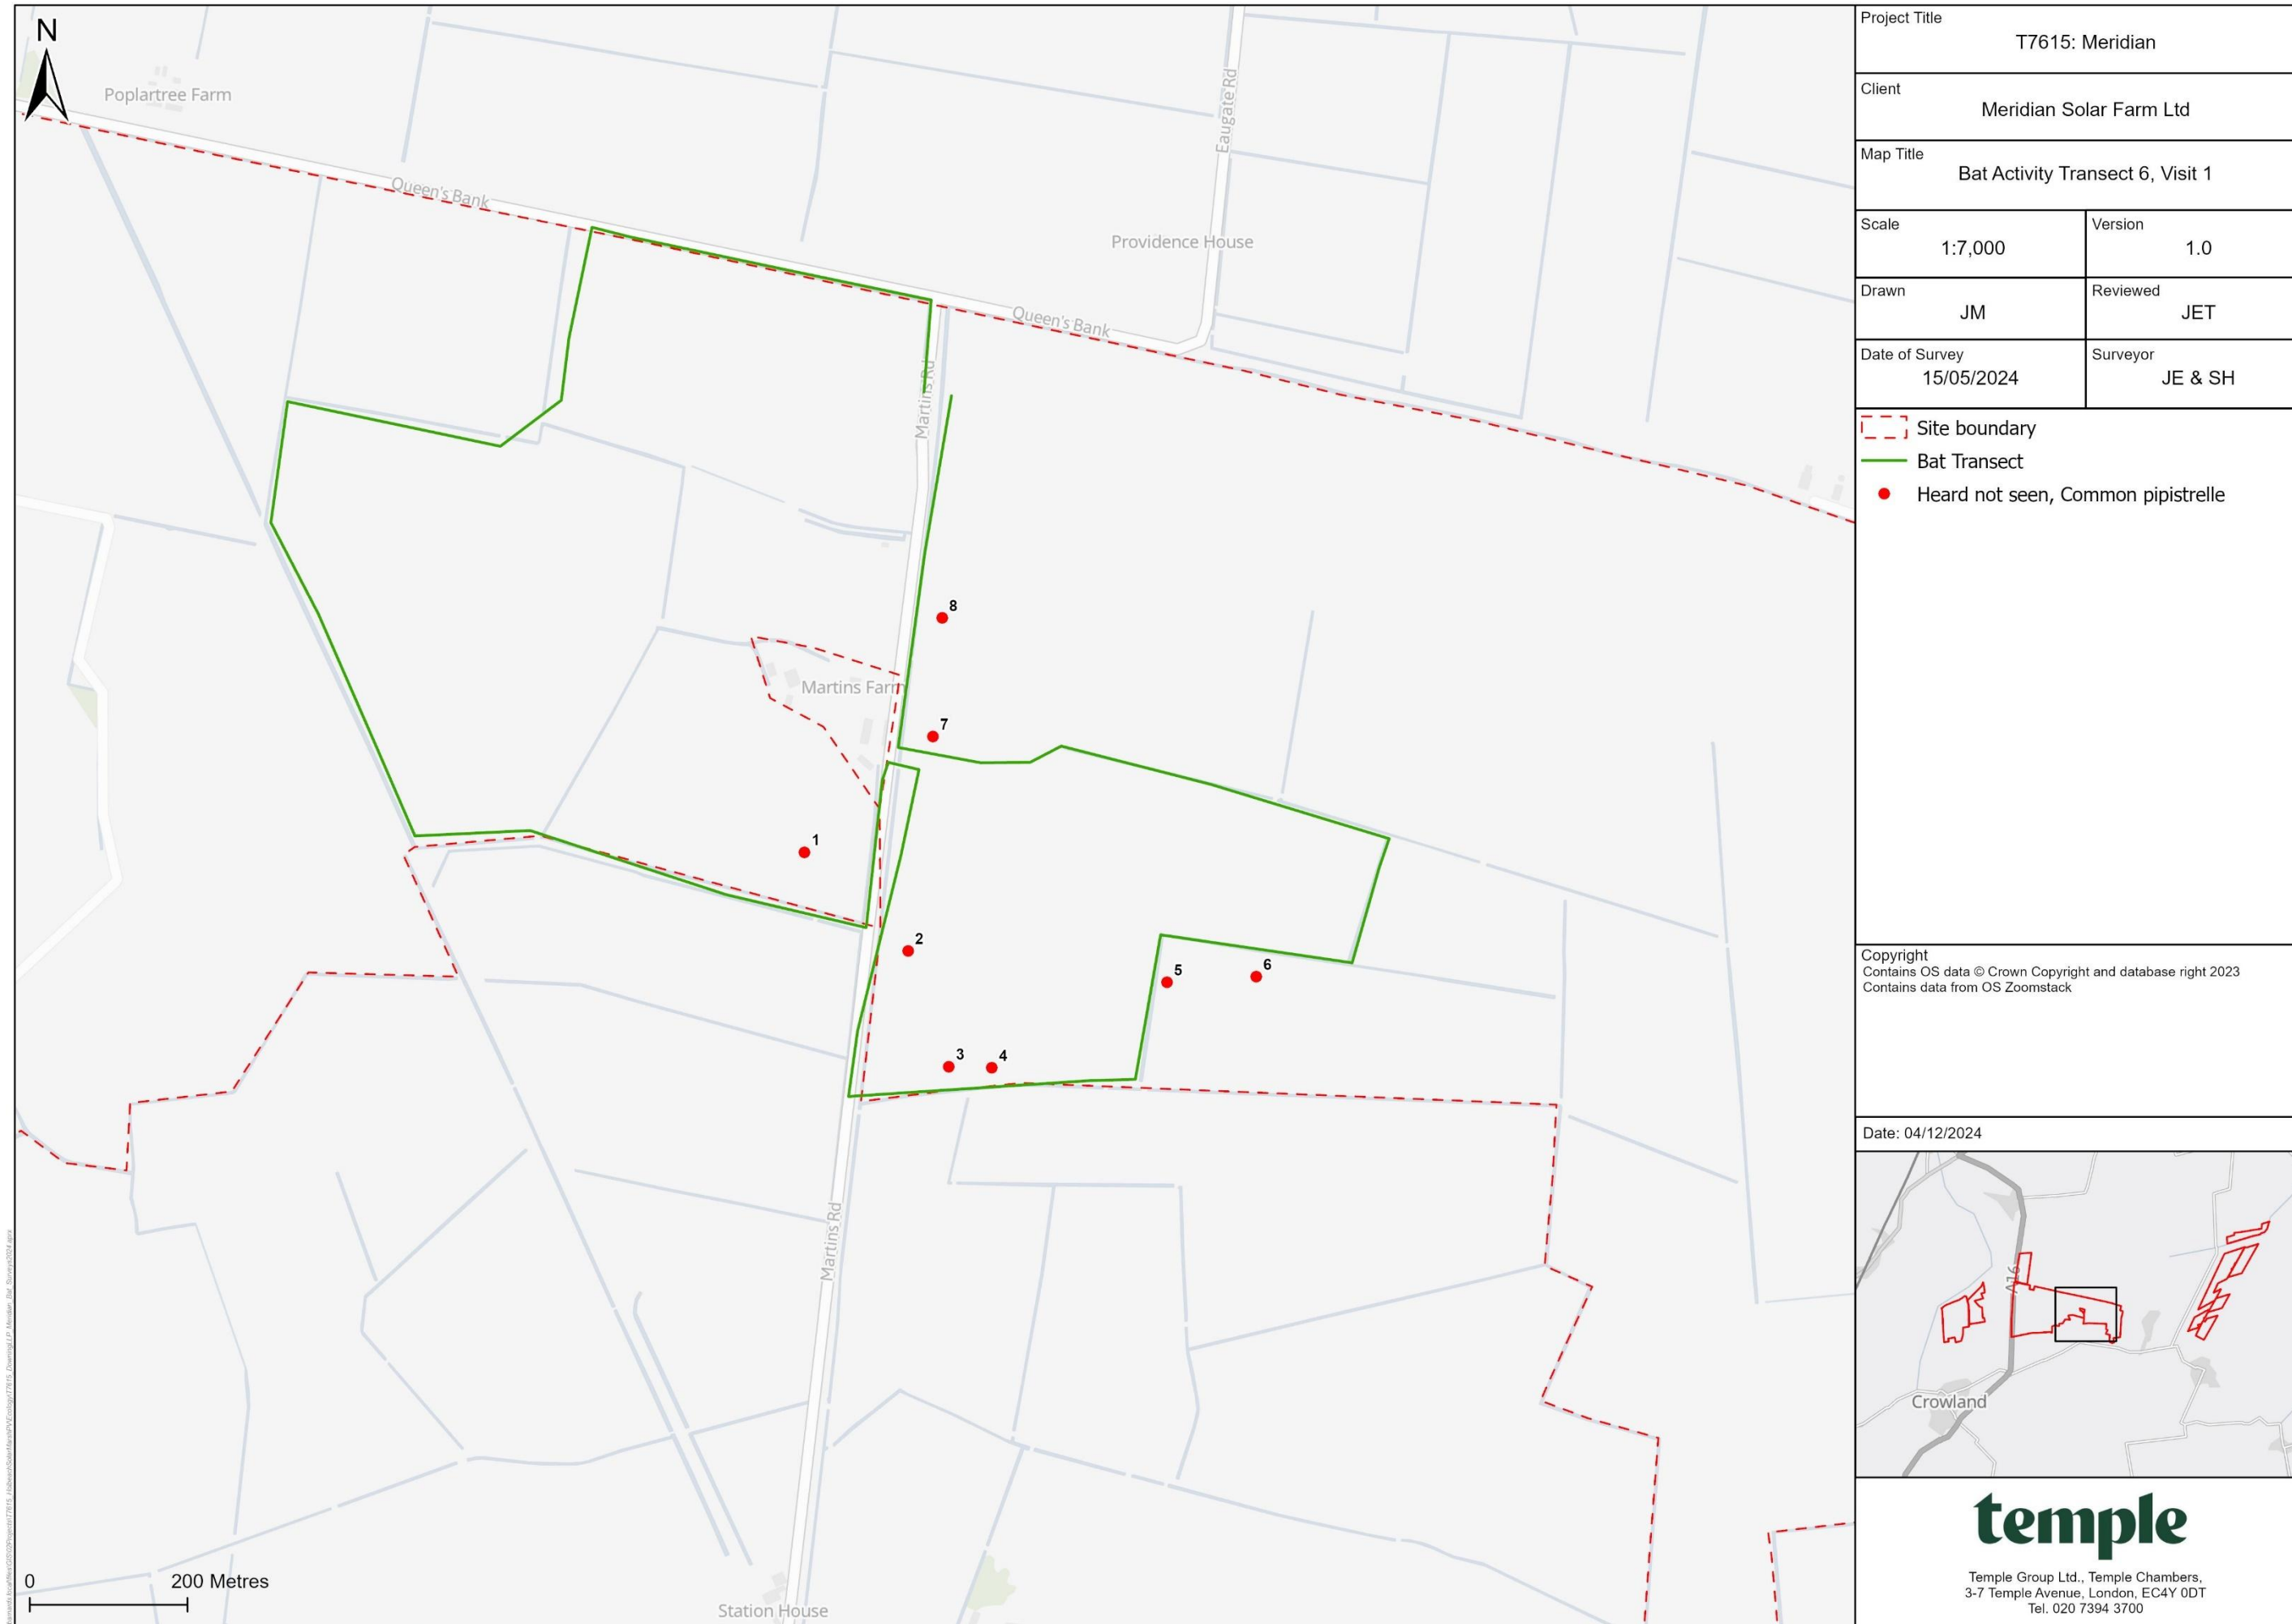 N
Poplartree Farm
Queen's Bank
Eaugate Rd
Providence House
Queen's Bank
Martins Rd
8
Martins Farm
7
1
2
5
6
3
4
Martins Rd
0
200 Metres
Station House
Project Title
T7615: Meridian
Client
Meridian Solar Farm Ltd
Map Title
Bat Activity Transect 6, Visit 1
Scale
1:7,000
Version
1.0
Drawn
JM
Reviewed
JET
Date of Survey
15/05/2024
Surveyor
JE & SH
Site boundary
Bat Transect
Heard not seen, Common pipistrelle
Copyright
Contains OS data © Crown Copyright and database right 2023
Contains data from OS Zoomstack
Date: 04/12/2024
A16
Crowland
temple
Temple Group Ltd., Temple Chambers,
3-7 Temple Avenue, London, EC4Y 0DT
Tel. 020 7394 3700